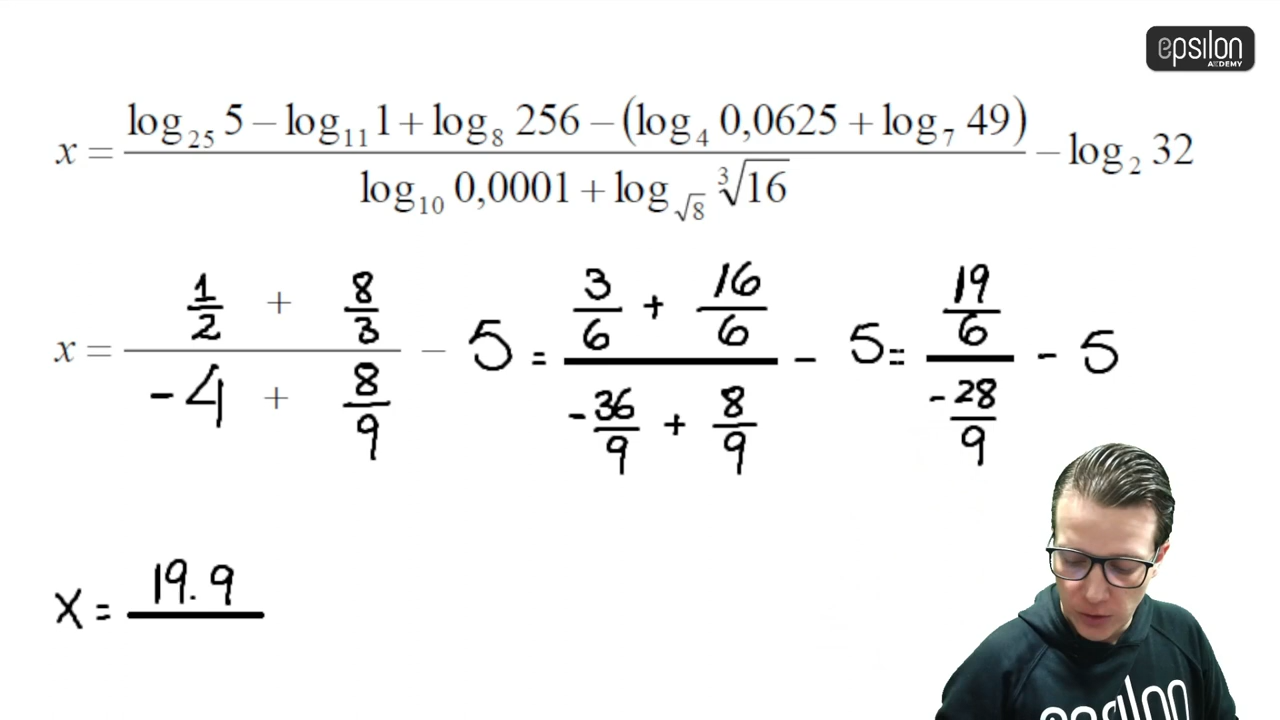 epsilon
AXDEMY
x = (log₂₅ 5 − log₁₁ 1 + log₈ 256 − (log₄ 0,0625 + log₇ 49)) / (log₁₀ 0,0001 + log_√8 ∛16) − log₂ 32
x = (1/2 + 8/3) / (-4 + 8/9) − 5 = (3/6 + 16/6) / (-36/9 + 8/9) − 5 = (19/6) / (-28/9) - 5
x = 19.9
epsilon